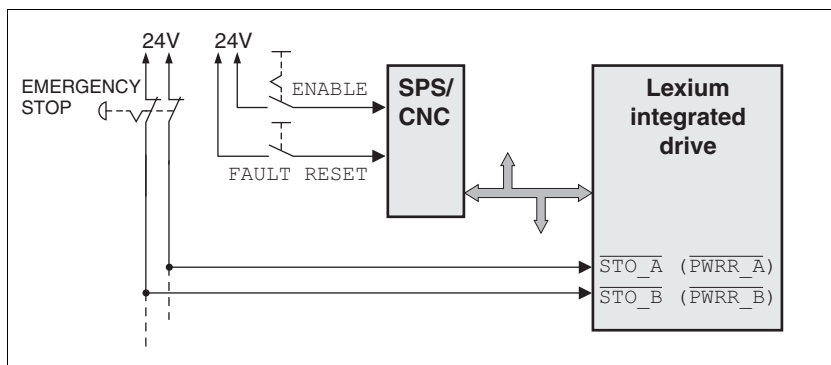 24V 24V
EMERGENCY
STOP
ENABLE
FAULT RESET
SPS/
CNC
Lexium
integrated
drive
STO_A (PWRR_A)
STO_B (PWRR_B)